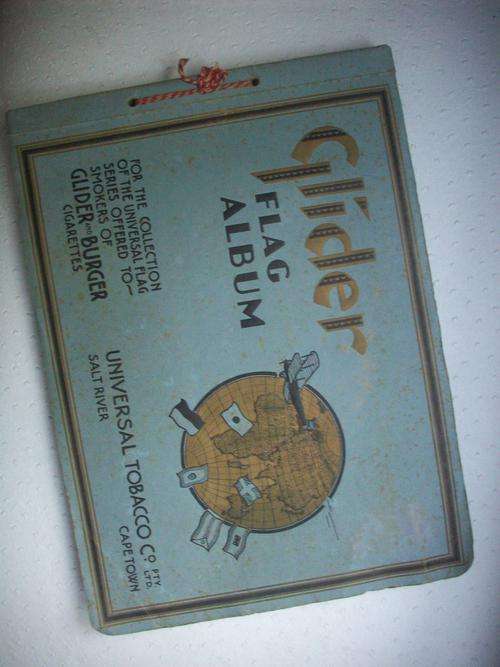 Glider
FLAG
ALBUM
FOR THE COLLECTION
OF THE UNIVERSAL FLAG
SERIES OFFERED TO—
SMOKERS OF
GLIDER AND BURGER
CIGARETTES
UNIVERSAL TOBACCO CO PTY. LTD.
SALT RIVER CAPETOWN